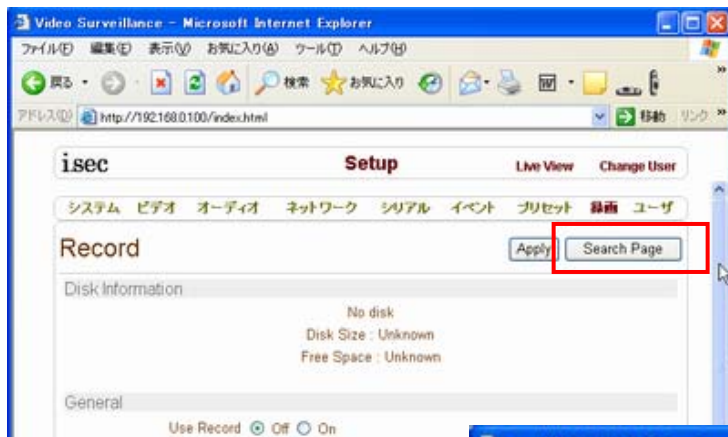 Video Surveillance - Microsoft Internet Explorer
ファイル(F) 編集(E) 表示(V) お気に入り(A) ツール(T) ヘルプ(H)
戻る 検索 お気に入り
アドレス(D) http://192.168.0.100/index.html 移動 リンク »
isec Setup Live View Change User
システム ビデオ オーディオ ネットワーク シリアル イベント プリセット 録画 ユーザ
Record Apply Search Page
Disk Information
No disk
Disk Size : Unknown
Free Space : Unknown
General
Use Record Off On